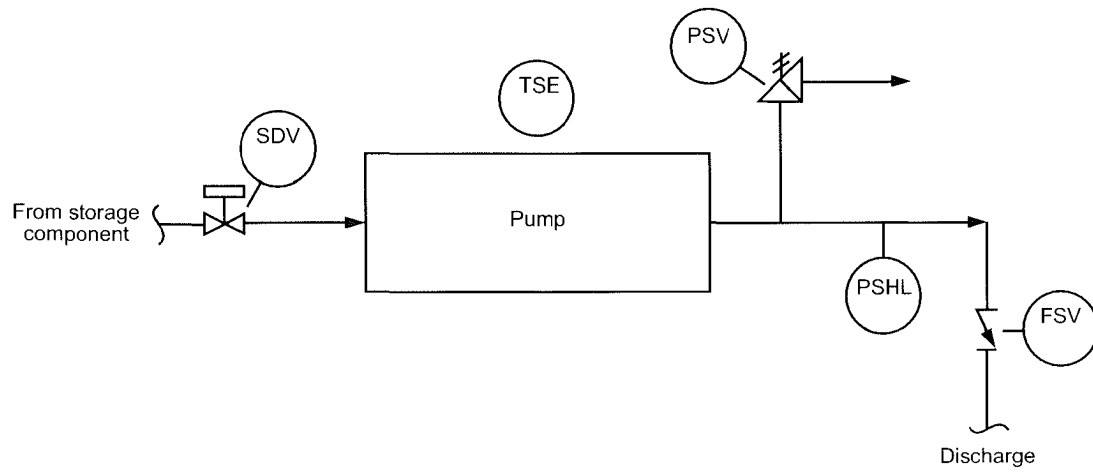 PSV
TSE
SDV
From storage
component
Pump
PSHL
FSV
Discharge